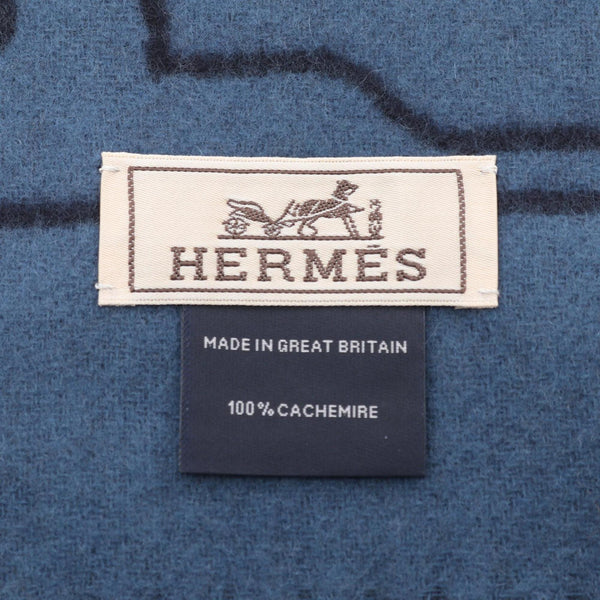 HERMÈS
MADE IN GREAT BRITAIN
100% CACHEMIRE